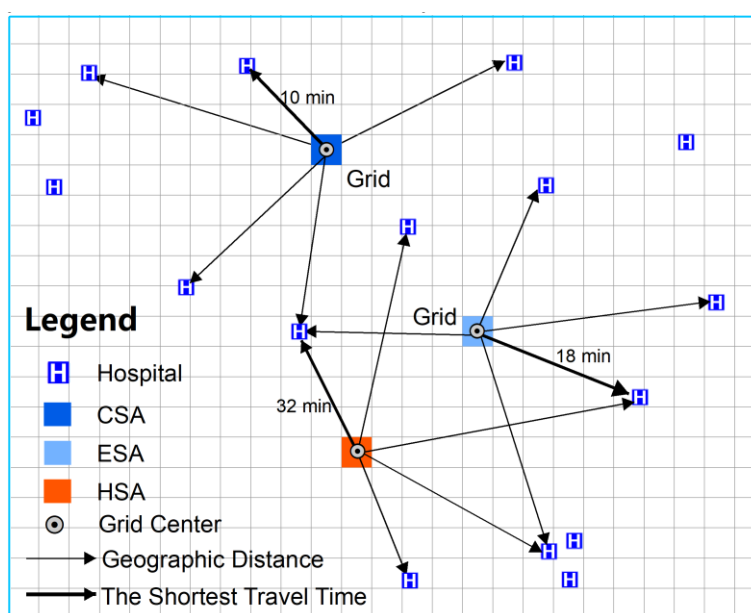 H
H
H
10 min
H
H
Grid
H
H
H
H
Grid
H
H
18 min
H
32 min
H
H
H
H
Legend
H Hospital
CSA
ESA
HSA
Grid Center
Geographic Distance
The Shortest Travel Time